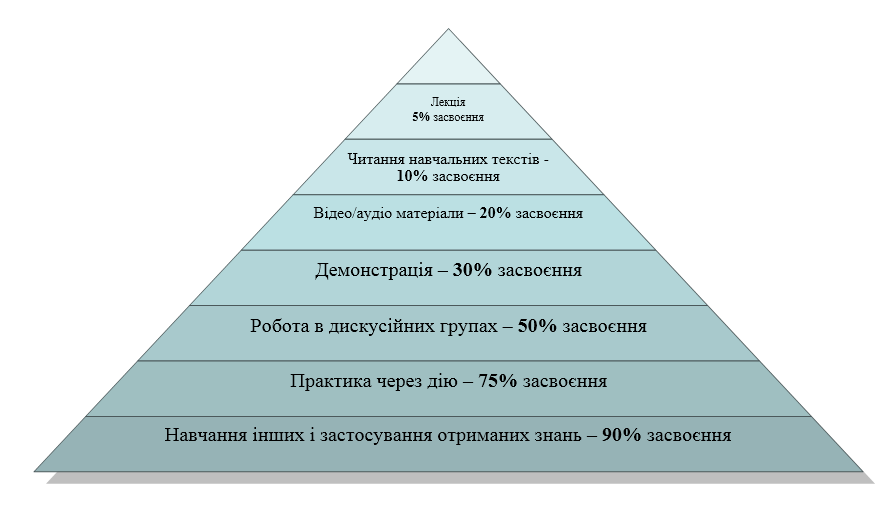 Лекція
5% засвоєння
Читання навчальних текстів -
10% засвоєння
Відео/аудіо матеріали – 20% засвоєння
Демонстрація – 30% засвоєння
Робота в дискусійних групах – 50% засвоєння
Практика через дію – 75% засвоєння
Навчання інших і застосування отриманих знань – 90% засвоєння